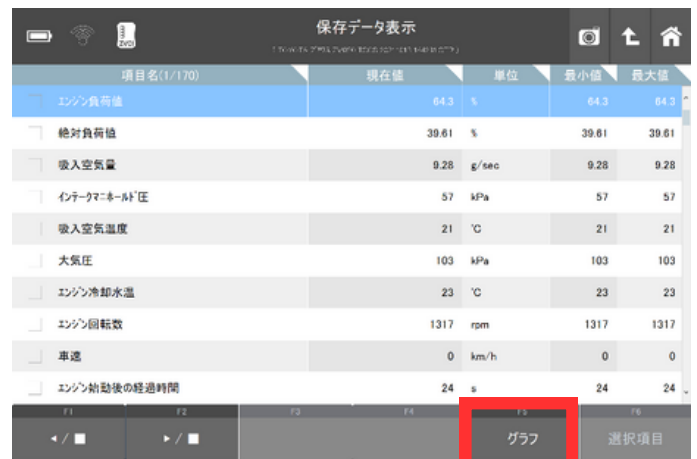 保存データ表示
項目名(1/170) 現在値 単位 最小値 最大値
エンジン負荷値 64.3 % 64.3 64.3
絶対負荷値 39.61 % 39.61 39.61
吸入空気量 9.28 g/sec 9.28 9.28
インテークマニホールド圧 57 kPa 57 57
吸入空気温度 21 ℃ 21 21
大気圧 103 kPa 103 103
エンジン冷却水温 23 ℃ 23 23
エンジン回転数 1317 rpm 1317 1317
車速 0 km/h 0 0
エンジン始動後の経過時間 24 s 24 24
F1 F2 F3 F4 F5 F6
◀/■ ▶/■ グラフ 選択項目